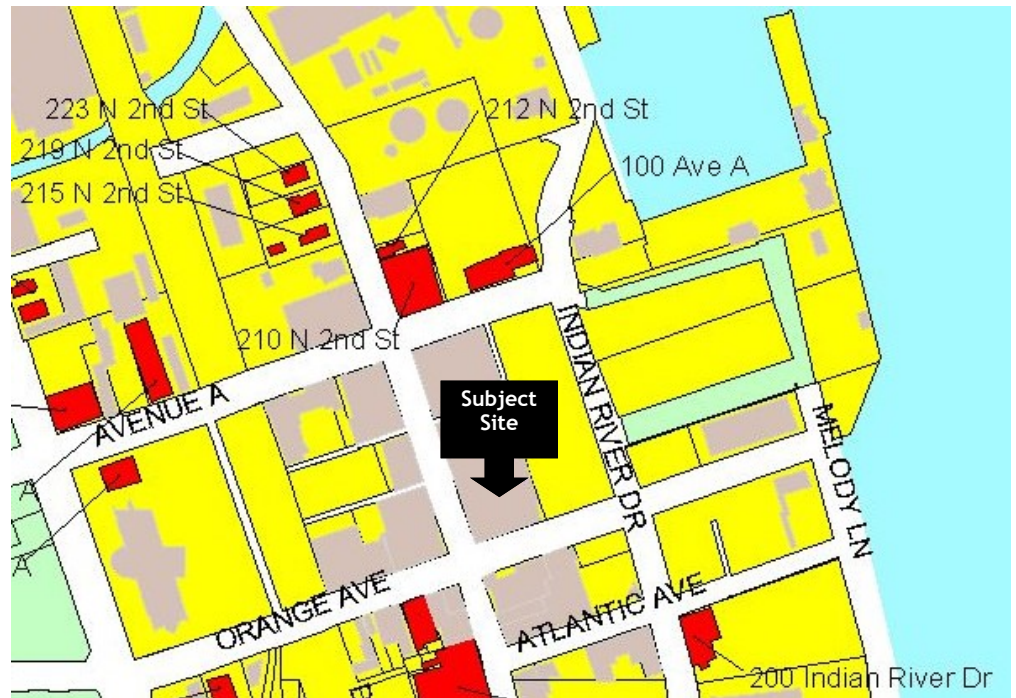 223 N 2nd St
212 N 2nd St
219 N 2nd St
100 Ave A
215 N 2nd St
210 N 2nd St
INDIAN RIVER DR
AVENUE A
Subject
Site
MELODY LN
A
A
ORANGE AVE
ATLANTIC AVE
200 Indian River Dr